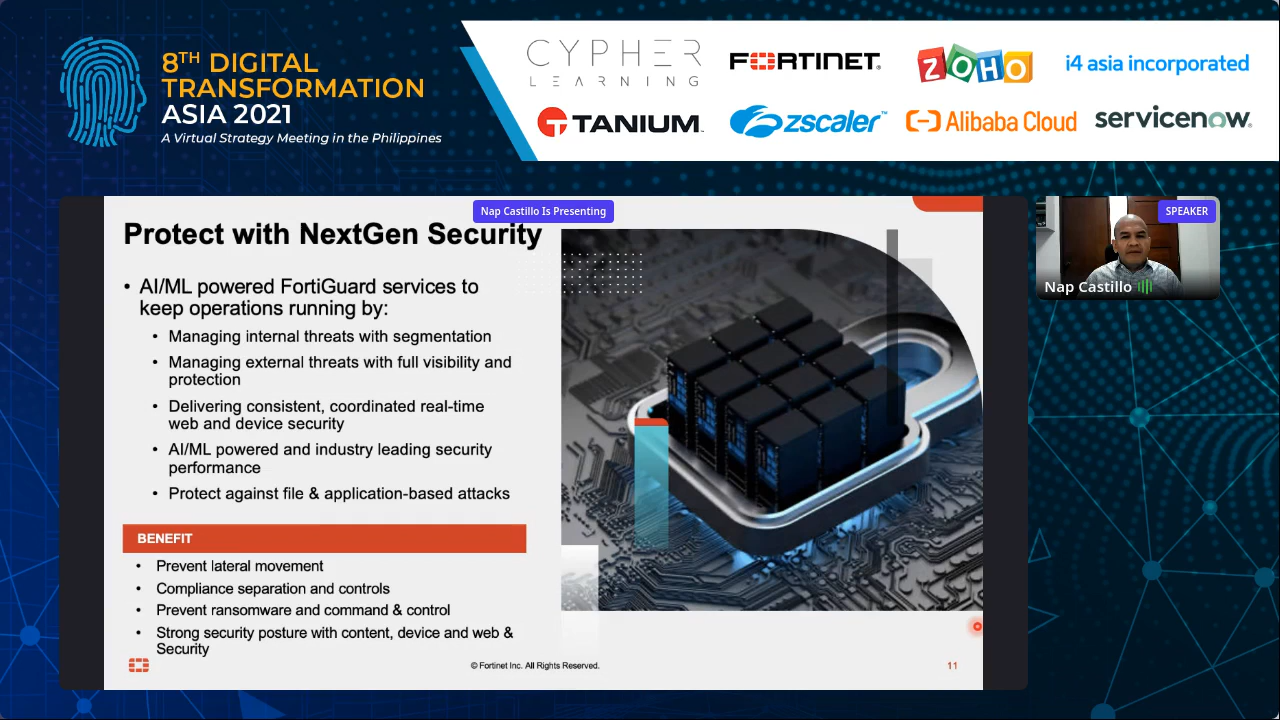 8TH DIGITAL
TRANSFORMATION
ASIA 2021
A Virtual Strategy Meeting in the Philippines
CYPHER
LEARNING
FORTINET®
ZOHO
i4 asia incorporated
TANIUM™
zscaler™
Alibaba Cloud
servicenow®
Nap Castillo Is Presenting
Protect with NextGen Security
• AI/ML powered FortiGuard services to
keep operations running by:
• Managing internal threats with segmentation
• Managing external threats with full visibility and
protection
• Delivering consistent, coordinated real-time
web and device security
• AI/ML powered and industry leading security
performance
• Protect against file & application-based attacks
BENEFIT
• Prevent lateral movement
• Compliance separation and controls
• Prevent ransomware and command & control
• Strong security posture with content, device and web &
Security
© Fortinet Inc. All Rights Reserved.
11
SPEAKER
Nap Castillo